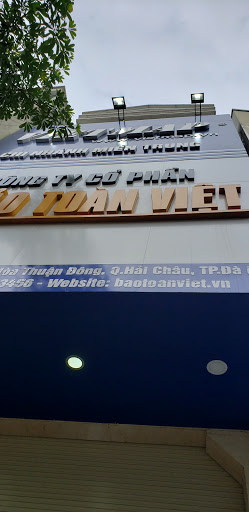 CHI NHÁNH MIỀN TRUNG
CÔNG TY CỔ PHẦN
TOÀN VIỆT
Hòa Thuận Đông, Q.Hải Châu, TP.Đà
3456 - Website: baotoanviet.vn